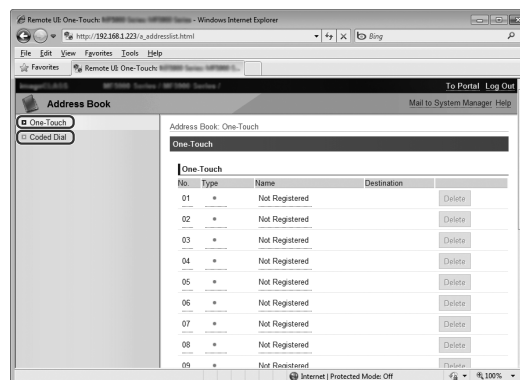 Remote UI: One-Touch: - Windows Internet Explorer
http://192.168.1.223/a_addresslist.html
Bing
File Edit View Favorites Tools Help
Favorites Remote UI: One-Touch:
To Portal Log Out
Address Book
Mail to System Manager Help
One-Touch
Coded Dial
Address Book: One-Touch
One-Touch
One-Touch
No. Type Name Destination
01 Not Registered Delete
02 Not Registered Delete
03 Not Registered Delete
04 Not Registered Delete
05 Not Registered Delete
06 Not Registered Delete
07 Not Registered Delete
08 Not Registered Delete
09 Not Registered Delete
Internet | Protected Mode: Off 100%